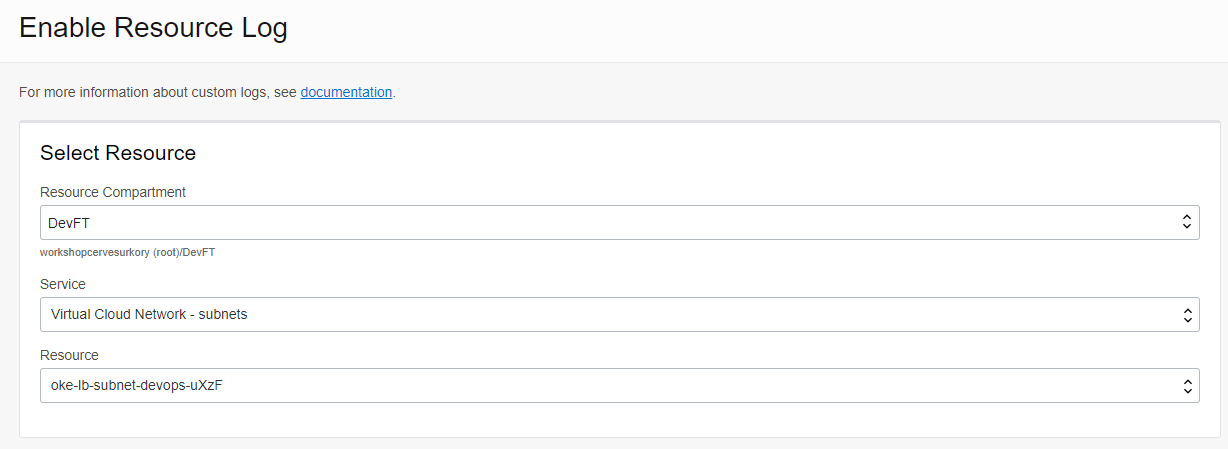 Enable Resource Log
For more information about custom logs, see documentation.
Select Resource
Resource Compartment
DevFT
workshopcervesurkory (root)/DevFT
Service
Virtual Cloud Network - subnets
Resource
oke-lb-subnet-devops-uXzF